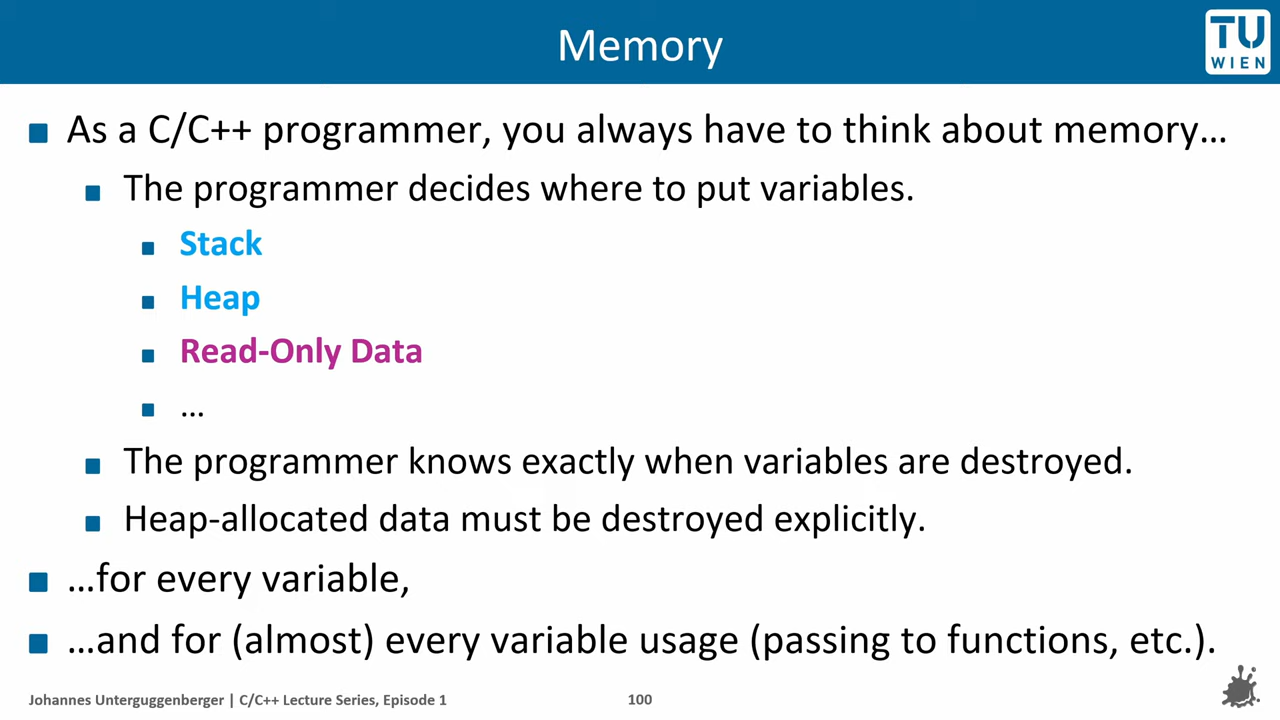 Memory
TU
WIEN
As a C/C++ programmer, you always have to think about memory…
The programmer decides where to put variables.
Stack
Heap
Read-Only Data
…
The programmer knows exactly when variables are destroyed.
Heap-allocated data must be destroyed explicitly.
…for every variable,
…and for (almost) every variable usage (passing to functions, etc.).
Johannes Unterguggenberger | C/C++ Lecture Series, Episode 1
100